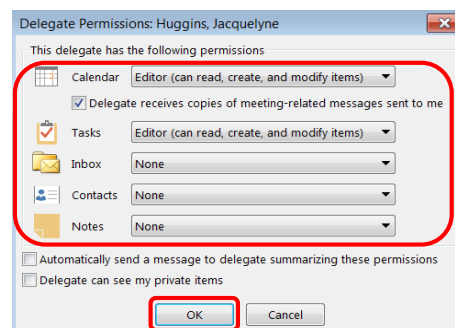 Delegate Permissions: Huggins, Jacquelyne
This delegate has the following permissions
Calendar Editor (can read, create, and modify items)
Delegate receives copies of meeting-related messages sent to me
Tasks Editor (can read, create, and modify items)
Inbox None
Contacts None
Notes None
Automatically send a message to delegate summarizing these permissions
Delegate can see my private items
OK Cancel